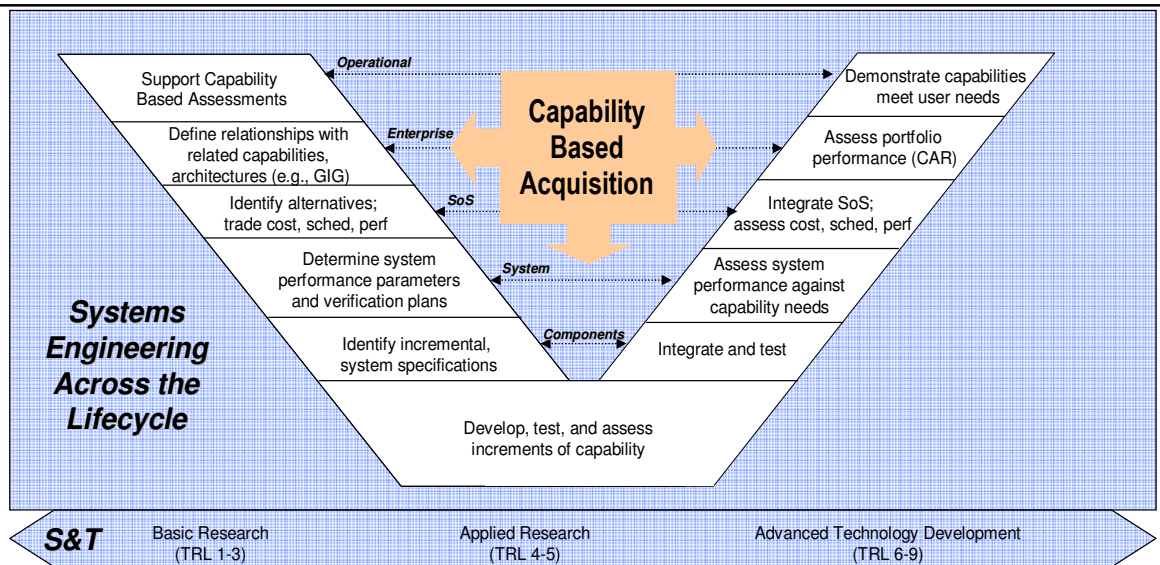 Operational
Support Capability
Based Assessments
Demonstrate capabilities
meet user needs
Capability
Based
Acquisition
Enterprise
Define relationships with
related capabilities,
architectures (e.g., GIG)
Assess portfolio
performance (CAR)
SoS
Identify alternatives;
trade cost, sched, perf
Integrate SoS;
assess cost, sched, perf
System
Determine system
performance parameters
and verification plans
Assess system
performance against
capability needs
Components
Identify incremental,
system specifications
Integrate and test
Systems
Engineering
Across the
Lifecycle
Develop, test, and assess
increments of capability
S&T
Basic Research
(TRL 1-3)
Applied Research
(TRL 4-5)
Advanced Technology Development
(TRL 6-9)